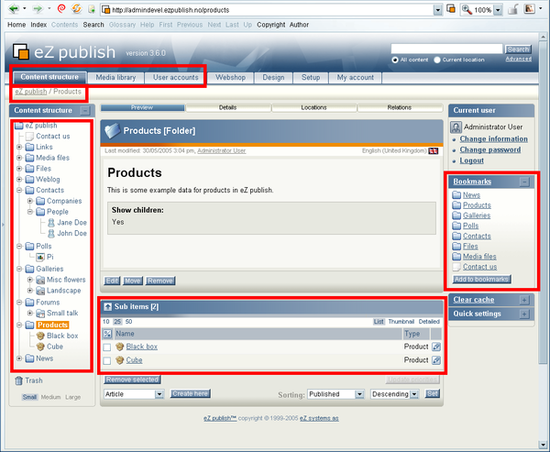 http://admindevel.ezpublish.no/products
100%
Home Index Contents Search Glossary Help First Previous Next Last Up Copyright Author
eZ publish version 3.6.0
Search
All content Current location Advanced
Content structure Media library User accounts Webshop Design Setup My account
eZ publish / Products
Content structure
eZ publish
Contact us
Links
Media files
Files
Weblog
Contacts
Companies
People
Jane Doe
John Doe
Polls
Pi
Galleries
Misc flowers
Landscape
Forums
Small talk
Products
Black box
Cube
News
Trash
Small Medium Large
Preview Details Locations Relations
Products [Folder]
Last modified: 30/05/2005 3:04 pm, Administrator User English (United Kingdom)
Products
This is some example data for products in eZ publish.
Show children:
Yes
Edit Move Remove
Sub items [2]
10 25 50 List Thumbnail Detailed
Name Type
Black box Product
Cube Product
Remove selected
Article Create here Sorting: Published Descending Set
Current user
Administrator User
Change information
Change password
Logout
Bookmarks
News
Products
Galleries
Polls
Contacts
Files
Media files
Contact us
Add to bookmarks
Clear cache
Quick settings
eZ publish™ copyright © 1999-2005 eZ systems as